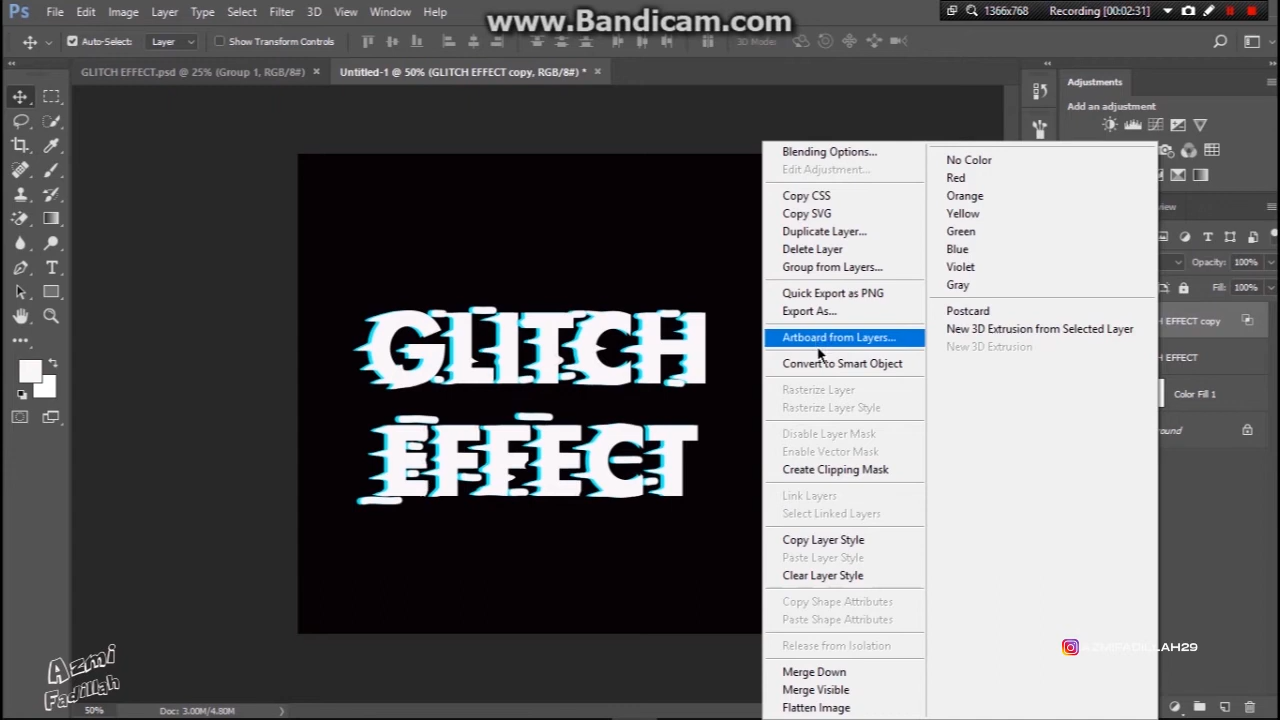 www.Bandicam.com
Ps File Edit Image Layer Type Select Filter 3D View Window Help
1366x768 Recording [00:02:31]
Auto-Select: Layer Show Transform Controls 3D Mode:
GLITCH EFFECT.psd @ 25% (Group 1, RGB/8#) × Untitled-1 @ 50% (GLITCH EFFECT copy, RGB/8#) * ×
Adjustments
Add an adjustment
GLITCH
EFFECT
Blending Options...
Edit Adjustment...
Copy CSS
Copy SVG
Duplicate Layer...
Delete Layer
Group from Layers...
Quick Export as PNG
Export As...
Artboard from Layers...
Convert to Smart Object
Rasterize Layer
Rasterize Layer Style
Disable Layer Mask
Enable Vector Mask
Create Clipping Mask
Link Layers
Select Linked Layers
Copy Layer Style
Paste Layer Style
Clear Layer Style
Copy Shape Attributes
Paste Shape Attributes
Release from Isolation
Merge Down
Merge Visible
Flatten Image
No Color
Red
Orange
Yellow
Green
Blue
Violet
Gray
Postcard
New 3D Extrusion from Selected Layer
New 3D Extrusion
Opacity: 100%
Fill: 100%
EFFECT copy
EFFECT
Color Fill 1
Azmi
Fadillah
50% Doc: 3.00M/4.80M